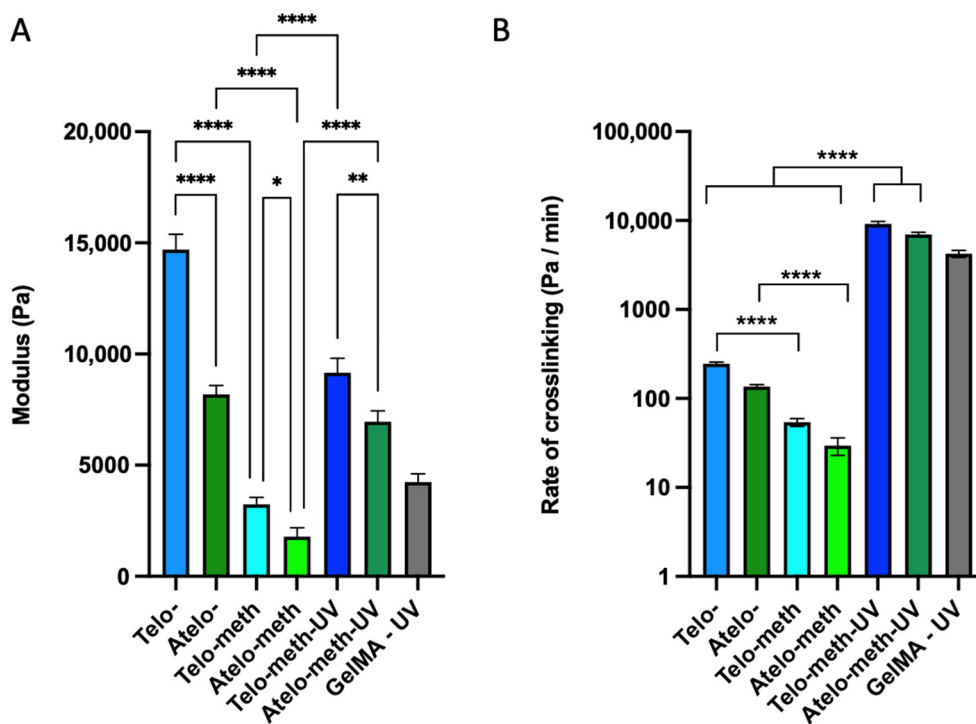 A
****
****
****
****
****
*
**
20,000
15,000
10,000
5000
0
Modulus (Pa)
Telo-
Atelo-
Telo-meth
Atelo-meth
Telo-meth-UV
Atelo-meth-UV
GelMA - UV
B
****
****
****
100,000
10,000
1000
100
10
1
Rate of crosslinking (Pa / min)
Telo-
Atelo-
Telo-meth
Atelo-meth
Telo-meth-UV
Atelo-meth-UV
GelMA - UV